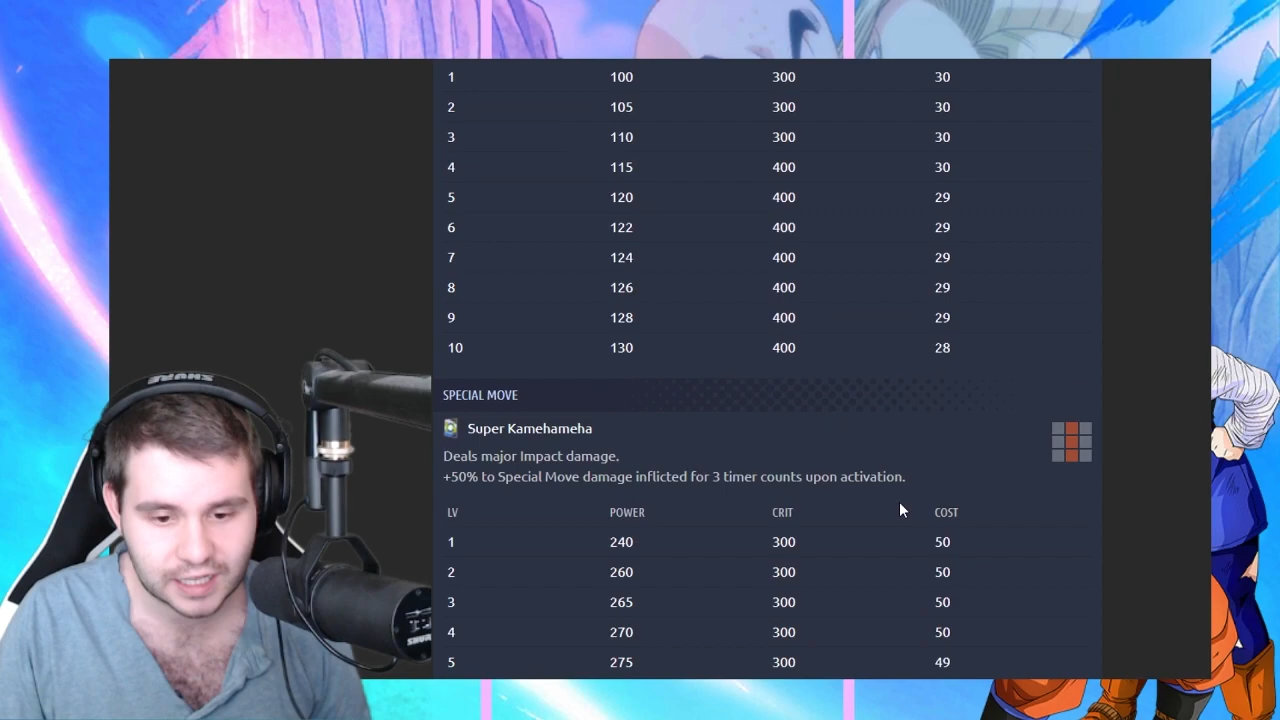 1 100 300 30
2 105 300 30
3 110 300 30
4 115 400 30
5 120 400 29
6 122 400 29
7 124 400 29
8 126 400 29
9 128 400 29
10 130 400 28
SPECIAL MOVE
Super Kamehameha
Deals major Impact damage.
+50% to Special Move damage inflicted for 3 timer counts upon activation.
LV POWER CRIT COST
1 240 300 50
2 260 300 50
3 265 300 50
4 270 300 50
5 275 300 49
SHURE
SHURE